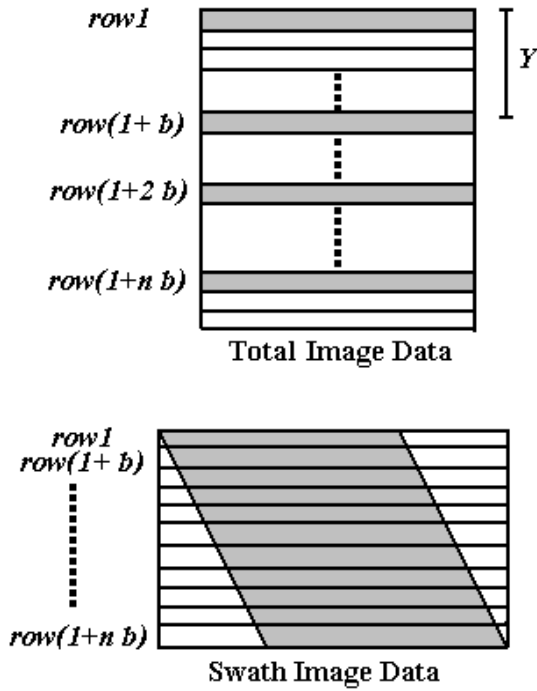 row1
Y
row(1+ b)
row(1+2 b)
row(1+n b)
Total Image Data
row1
row(1+ b)
row(1+n b)
Swath Image Data